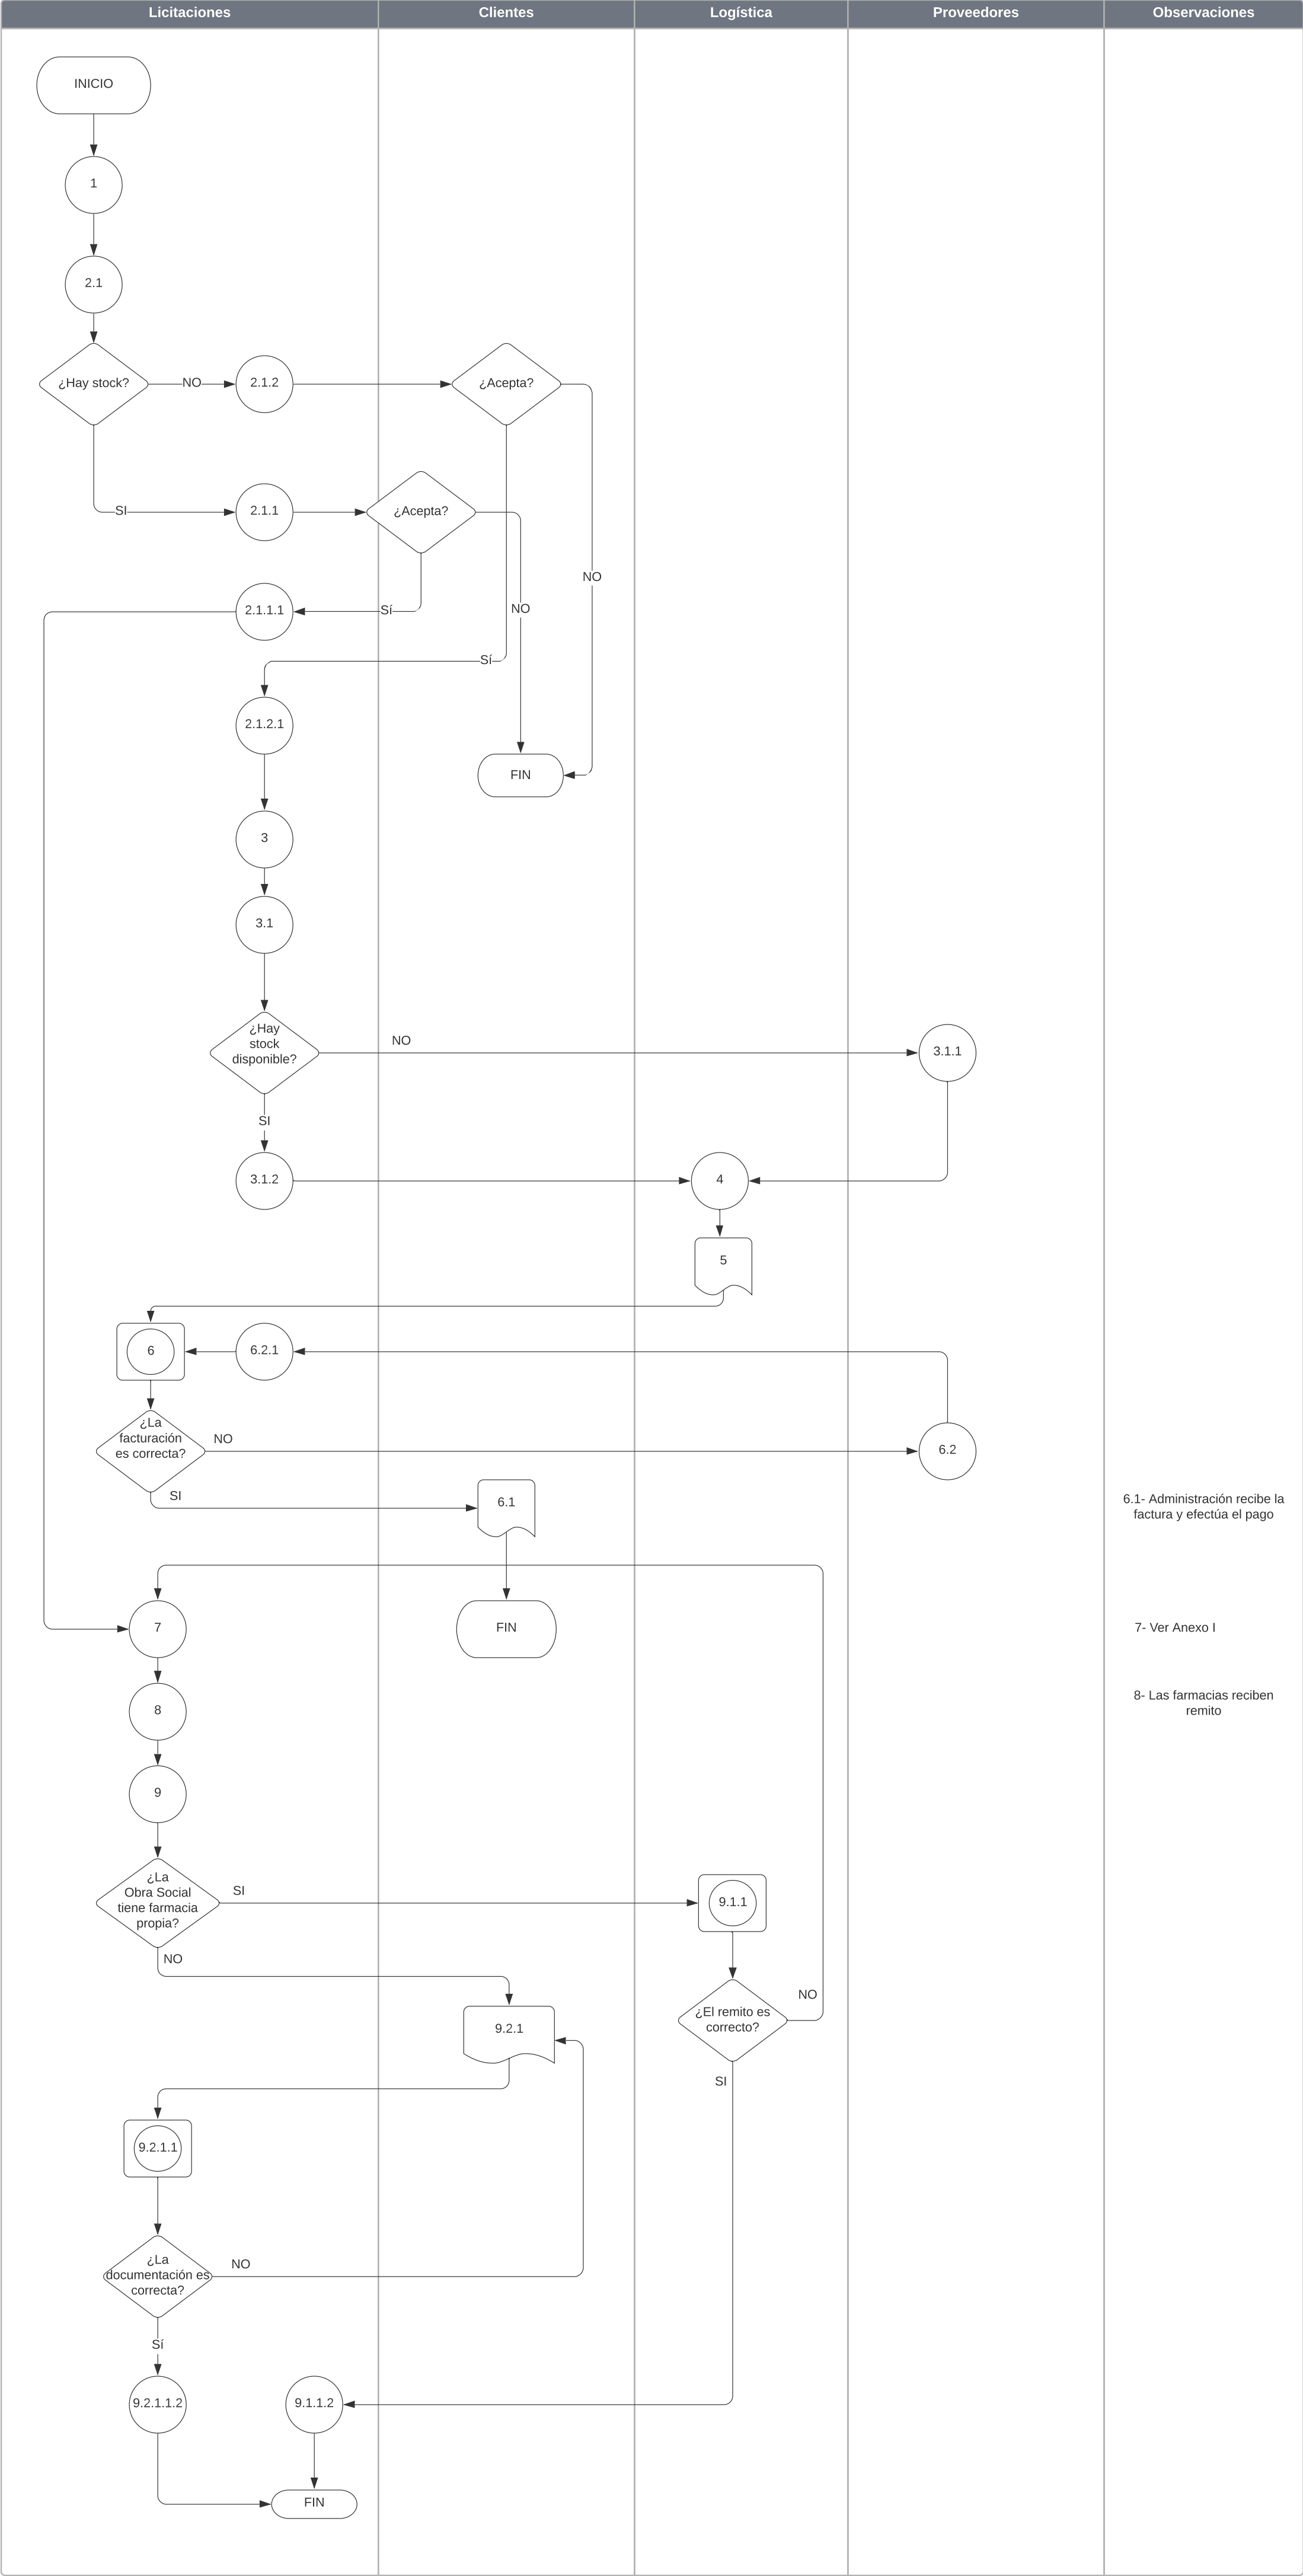 Licitaciones
Clientes
Logística
Proveedores
Observaciones
INICIO
1
2.1
¿Hay stock?
NO
2.1.2
¿Acepta?
SI
2.1.1
¿Acepta?
NO
NO
2.1.1.1
Sí
Sí
2.1.2.1
FIN
3
3.1
¿Hay
stock
disponible?
NO
3.1.1
SI
3.1.2
4
5
6
6.2.1
¿La
facturación
es correcta?
NO
6.2
SI
6.1
6.1- Administración recibe la
factura y efectúa el pago
7
FIN
7- Ver Anexo I
8
8- Las farmacias reciben
remito
9
¿La
Obra Social
tiene farmacia
propia?
SI
9.1.1
NO
¿El remito es
correcto?
NO
9.2.1
SI
9.2.1.1
¿La
documentación es
correcta?
NO
Sí
9.2.1.1.2
9.1.1.2
FIN